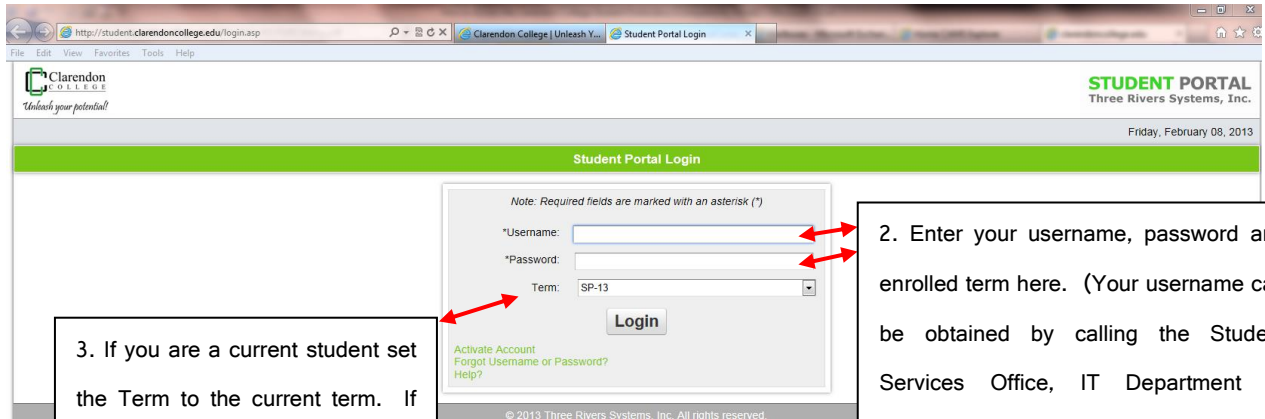 http://student.clarendoncollege.edu/login.asp
Clarendon College | Unleash Y...
Student Portal Login
File Edit View Favorites Tools Help
Clarendon
COLLEGE
Unleash your potential!
STUDENT PORTAL
Three Rivers Systems, Inc.
Friday, February 08, 2013
Student Portal Login
Note: Required fields are marked with an asterisk (*)
*Username:
*Password:
Term: SP-13
Login
Activate Account
Forgot Username or Password?
Help?
2. Enter your username, password
enrolled term here. (Your username
be obtained by calling the
Services Office, IT Department
3. If you are a current student set
the Term to the current term. If
© 2013 Three Rivers Systems, Inc. All rights reserved.